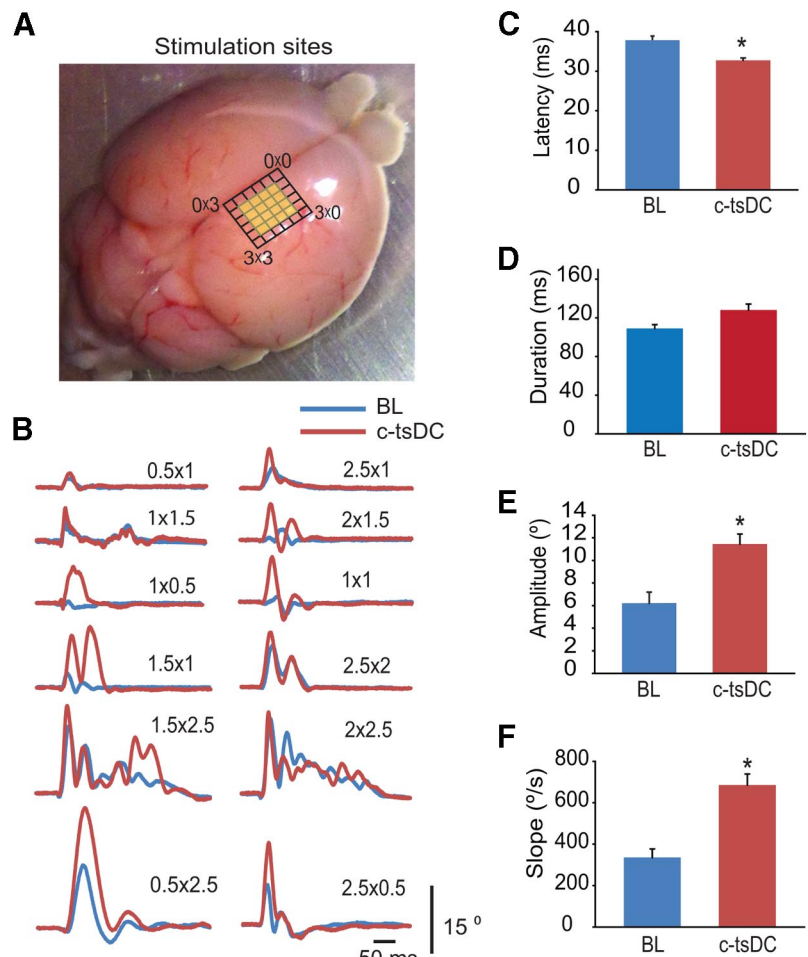 A
Stimulation sites
0x0
0x3
3x0
3x3
B
BL
c-tsDC
0.5x1
2.5x1
1x1.5
2x1.5
1x0.5
1x1
1.5x1
2.5x2
1.5x2.5
2x2.5
0.5x2.5
2.5x0.5
15 º
50 ms
C
Latency (ms)
40
30
20
10
0
*
BL
c-tsDC
D
Duration (ms)
160
120
80
40
0
BL
c-tsDC
E
Amplitude (º)
14
12
10
8
6
4
2
0
*
BL
c-tsDC
F
Slope (º/s)
800
600
400
200
0
*
BL
c-tsDC